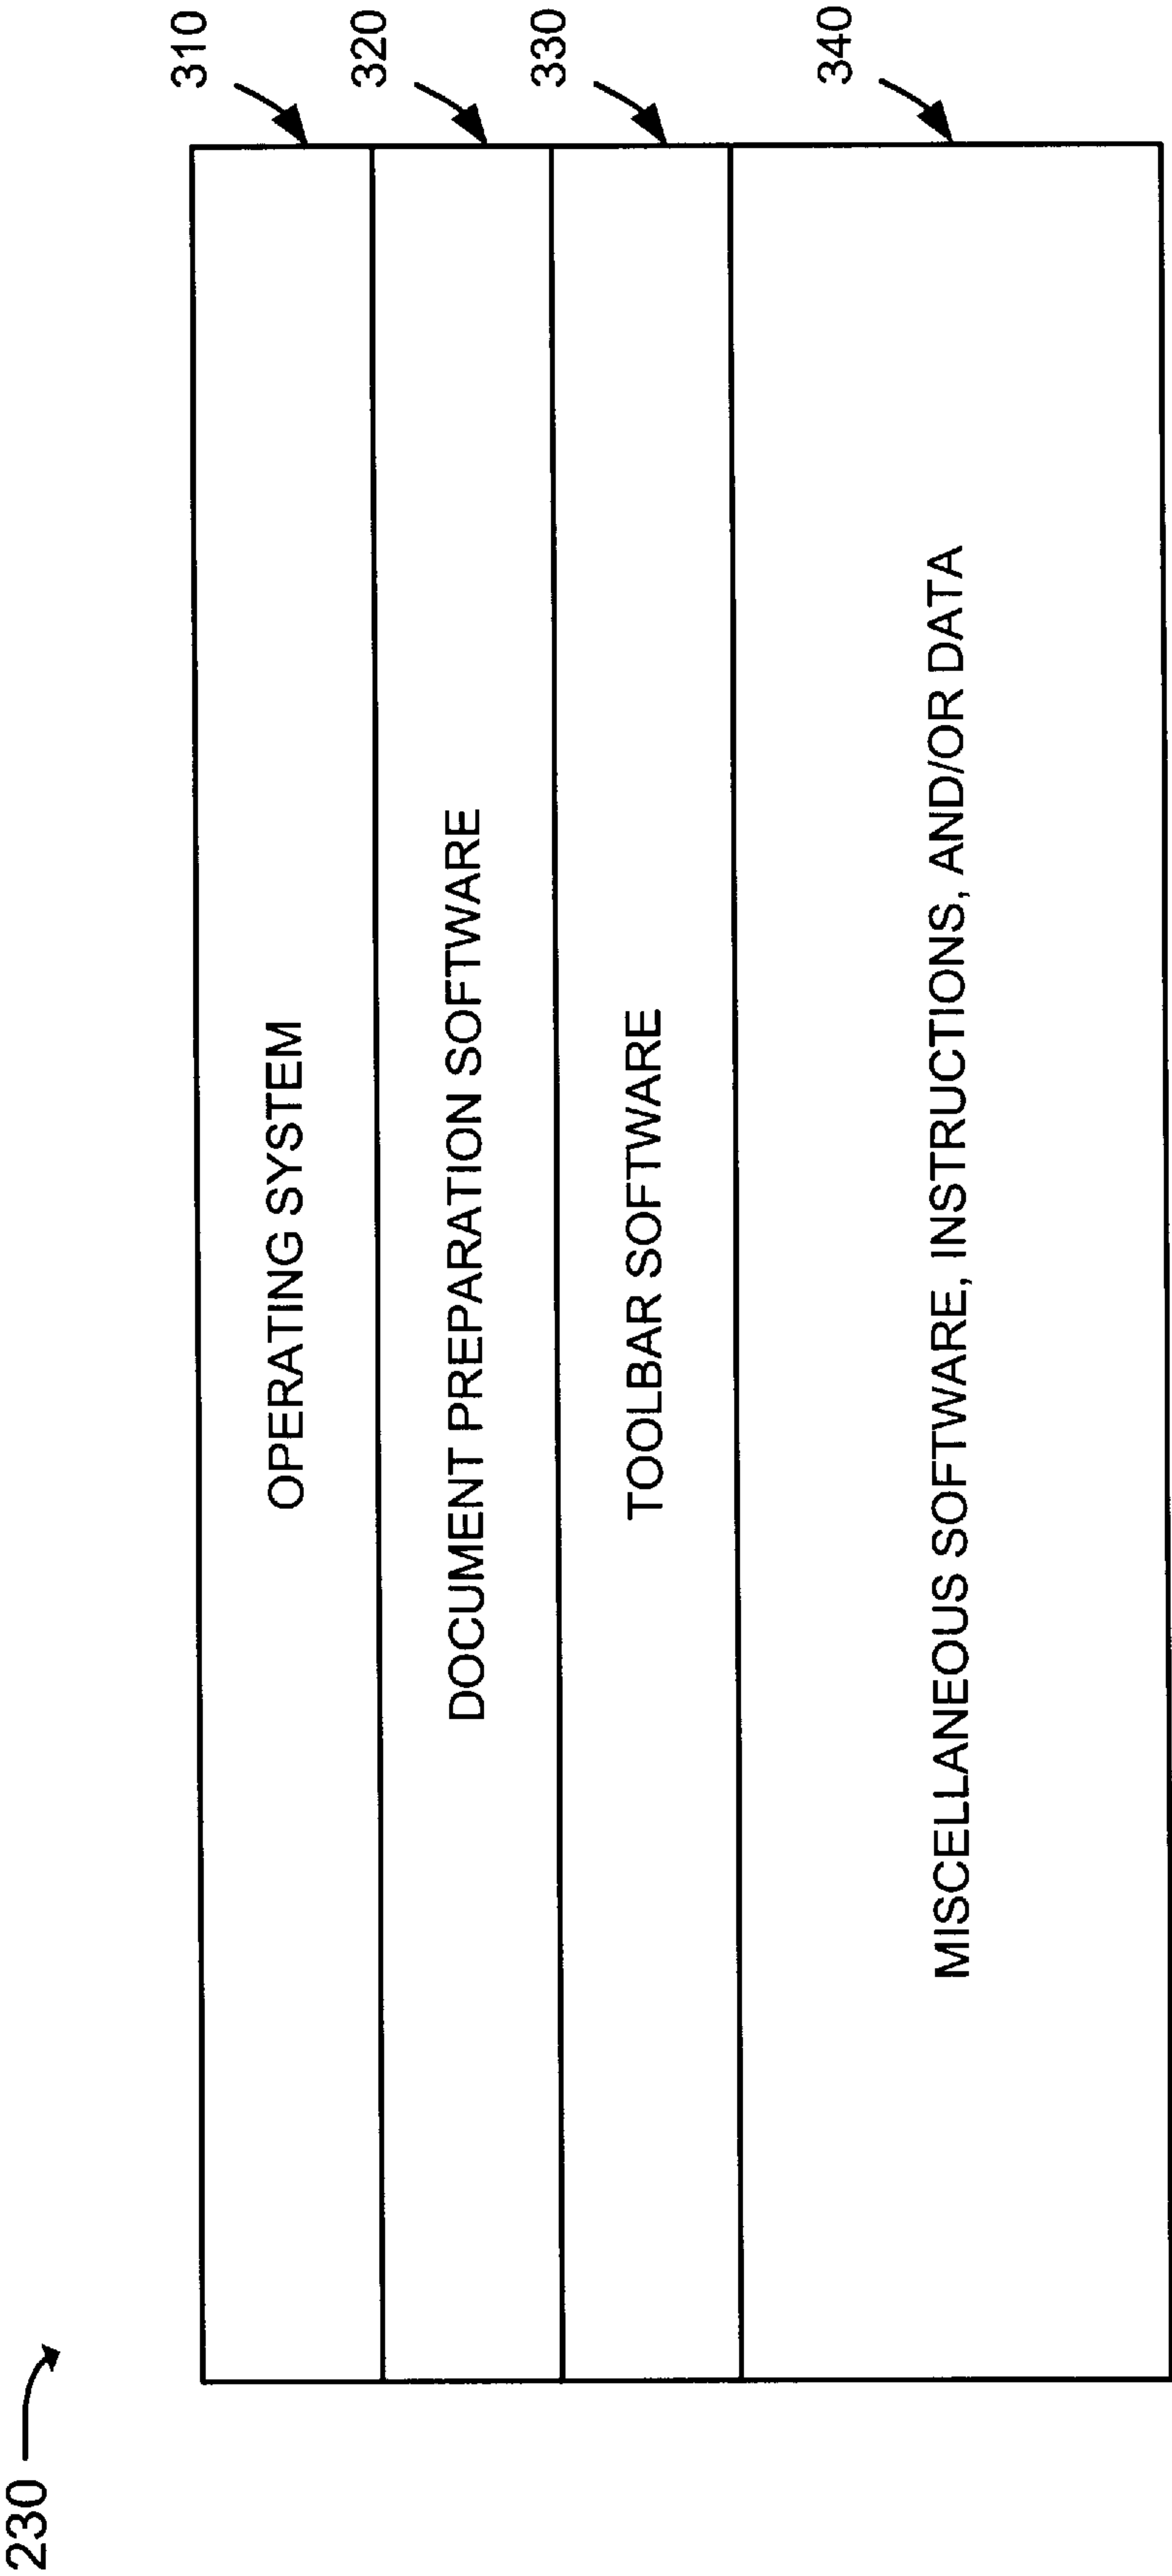 230
OPERATING SYSTEM
310
DOCUMENT PREPARATION SOFTWARE
320
TOOLBAR SOFTWARE
330
MISCELLANEOUS SOFTWARE, INSTRUCTIONS, AND/OR DATA
340